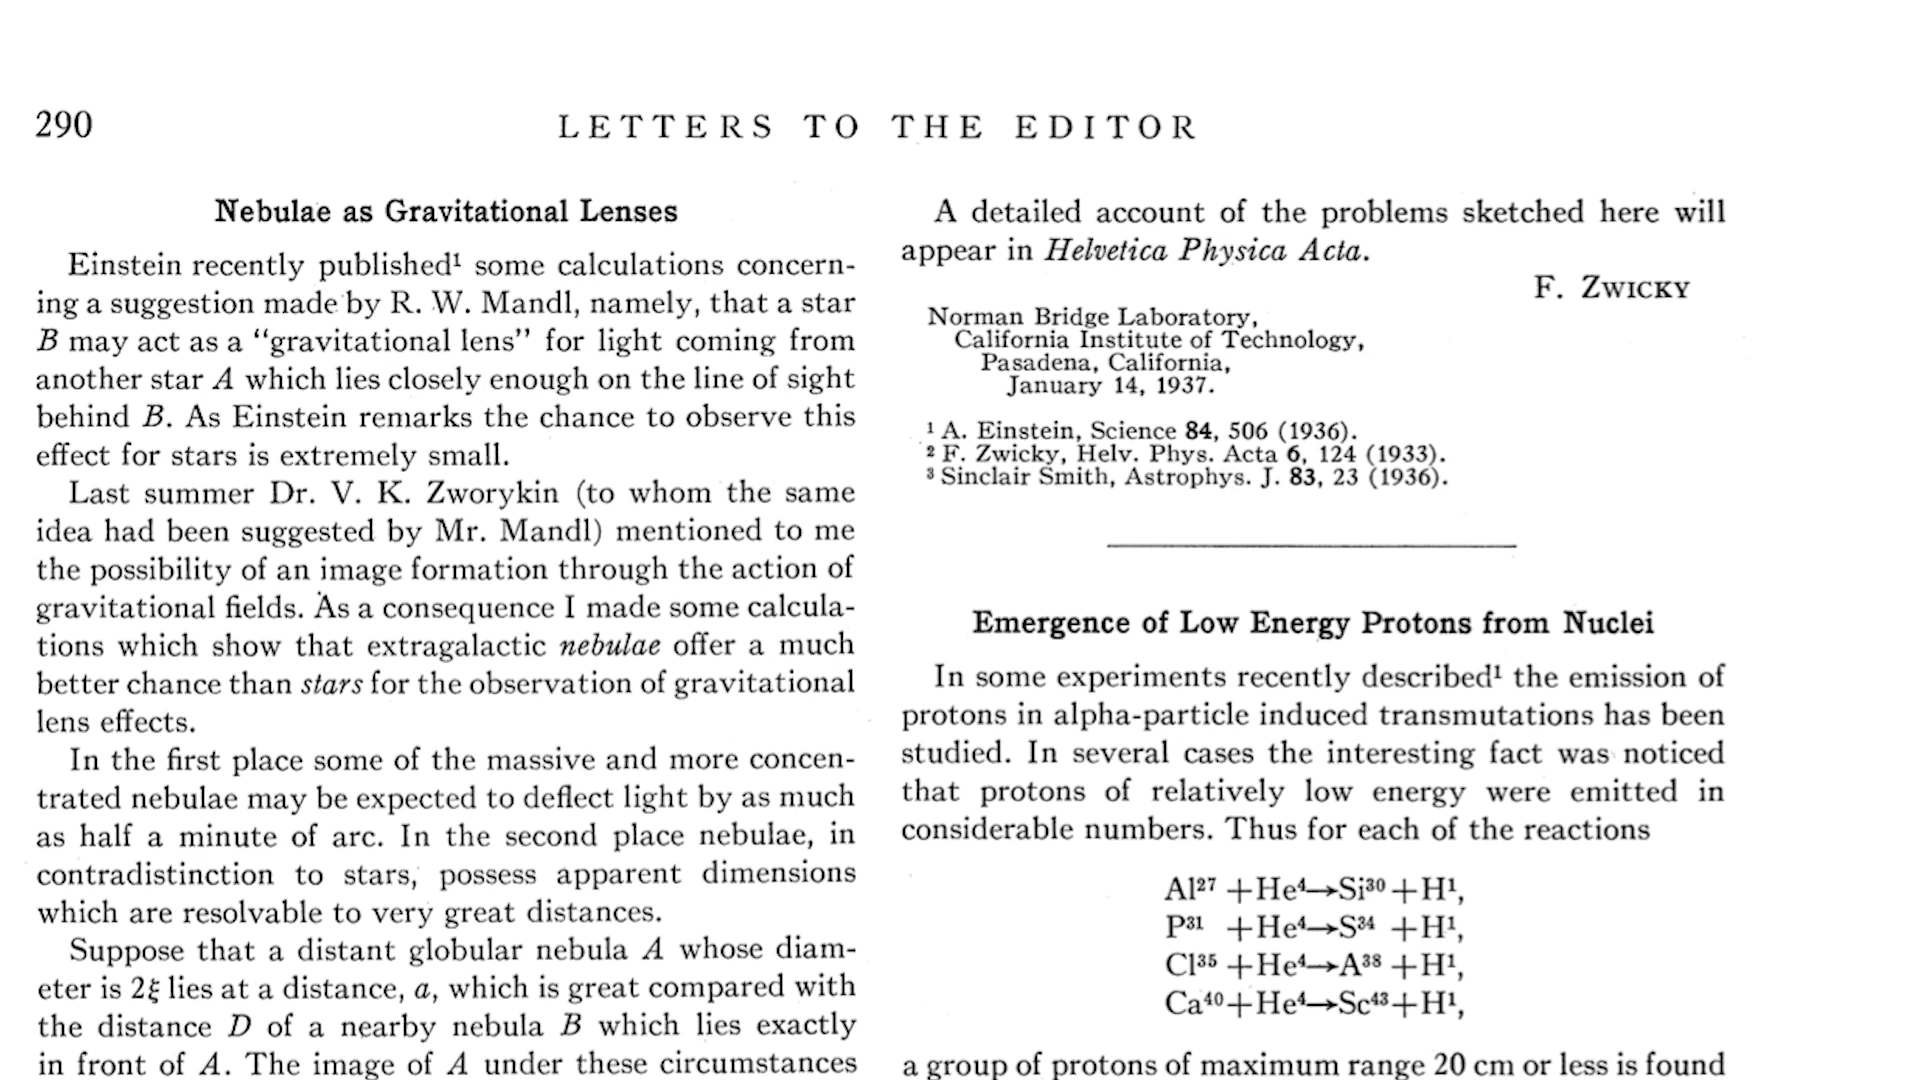 290
LETTERS TO THE EDITOR
Nebulae as Gravitational Lenses
Einstein recently published¹ some calculations concern-
ing a suggestion made by R. W. Mandl, namely, that a star
B may act as a “gravitational lens” for light coming from
another star A which lies closely enough on the line of sight
behind B. As Einstein remarks the chance to observe this
effect for stars is extremely small.
Last summer Dr. V. K. Zworykin (to whom the same
idea had been suggested by Mr. Mandl) mentioned to me
the possibility of an image formation through the action of
gravitational fields. As a consequence I made some calcula-
tions which show that extragalactic nebulae offer a much
better chance than stars for the observation of gravitational
lens effects.
In the first place some of the massive and more concen-
trated nebulae may be expected to deflect light by as much
as half a minute of arc. In the second place nebulae, in
contradistinction to stars, possess apparent dimensions
which are resolvable to very great distances.
Suppose that a distant globular nebula A whose diam-
eter is 2ξ lies at a distance, a, which is great compared with
the distance D of a nearby nebula B which lies exactly
in front of A. The image of A under these circumstances
A detailed account of the problems sketched here will
appear in Helvetica Physica Acta.
F. ZWICKY
Norman Bridge Laboratory,
California Institute of Technology,
Pasadena, California,
January 14, 1937.
¹ A. Einstein, Science 84, 506 (1936).
² F. Zwicky, Helv. Phys. Acta 6, 124 (1933).
³ Sinclair Smith, Astrophys. J. 83, 23 (1936).
Emergence of Low Energy Protons from Nuclei
In some experiments recently described¹ the emission of
protons in alpha-particle induced transmutations has been
studied. In several cases the interesting fact was noticed
that protons of relatively low energy were emitted in
considerable numbers. Thus for each of the reactions
Al²⁷ +He⁴→Si³⁰ +H¹,
P³¹ +He⁴→S³⁴ +H¹,
Cl³⁵ +He⁴→A³⁸ +H¹,
Ca⁴⁰+He⁴→Sc⁴³+H¹,
a group of protons of maximum range 20 cm or less is found